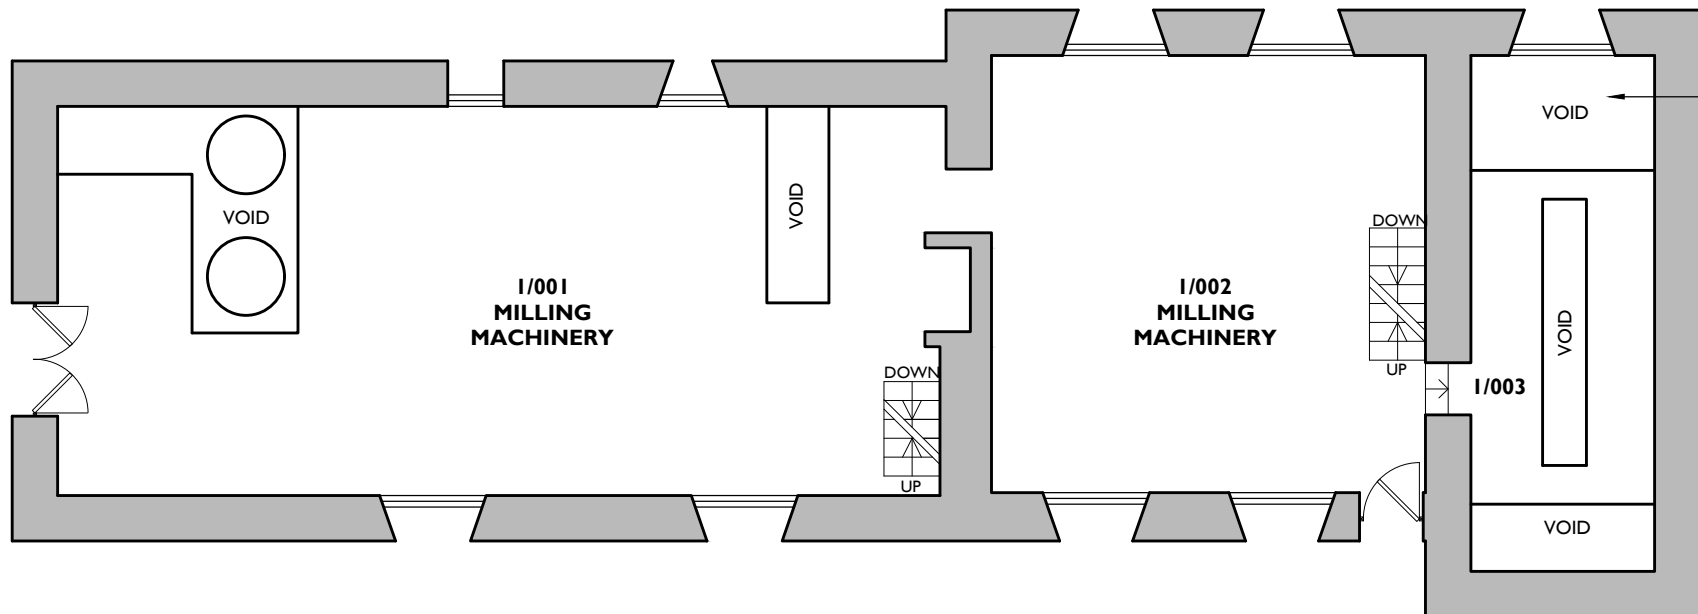 VOID
VOID
VOID
DOWN
VOID
1/001
MILLING
MACHINERY
1/002
MILLING
MACHINERY
VOID
DOWN
UP
1/003
UP
VOID